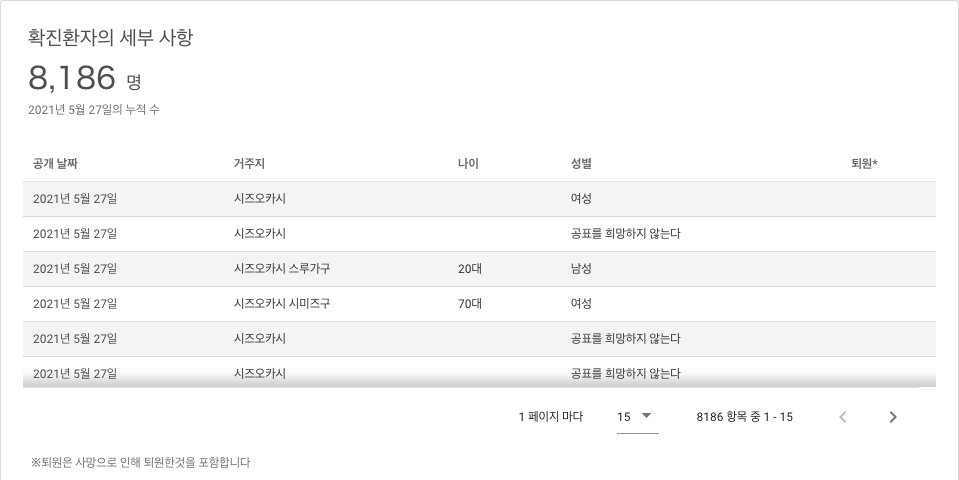 확진환자의 세부 사항
8,186 명
2021년 5월 27일의 누적 수
공개 날짜 거주지 나이 성별 퇴원*
2021년 5월 27일 시즈오카시 여성
2021년 5월 27일 시즈오카시 공표를 희망하지 않는다
2021년 5월 27일 시즈오카시 스루가구 20대 남성
2021년 5월 27일 시즈오카시 시미즈구 70대 여성
2021년 5월 27일 시즈오카시 공표를 희망하지 않는다
2021년 5월 27일 시즈오카시 공표를 희망하지 않는다
1 페이지 마다 15 8186 항목 중 1 - 15
※퇴원은 사망으로 인해 퇴원한것을 포함합니다